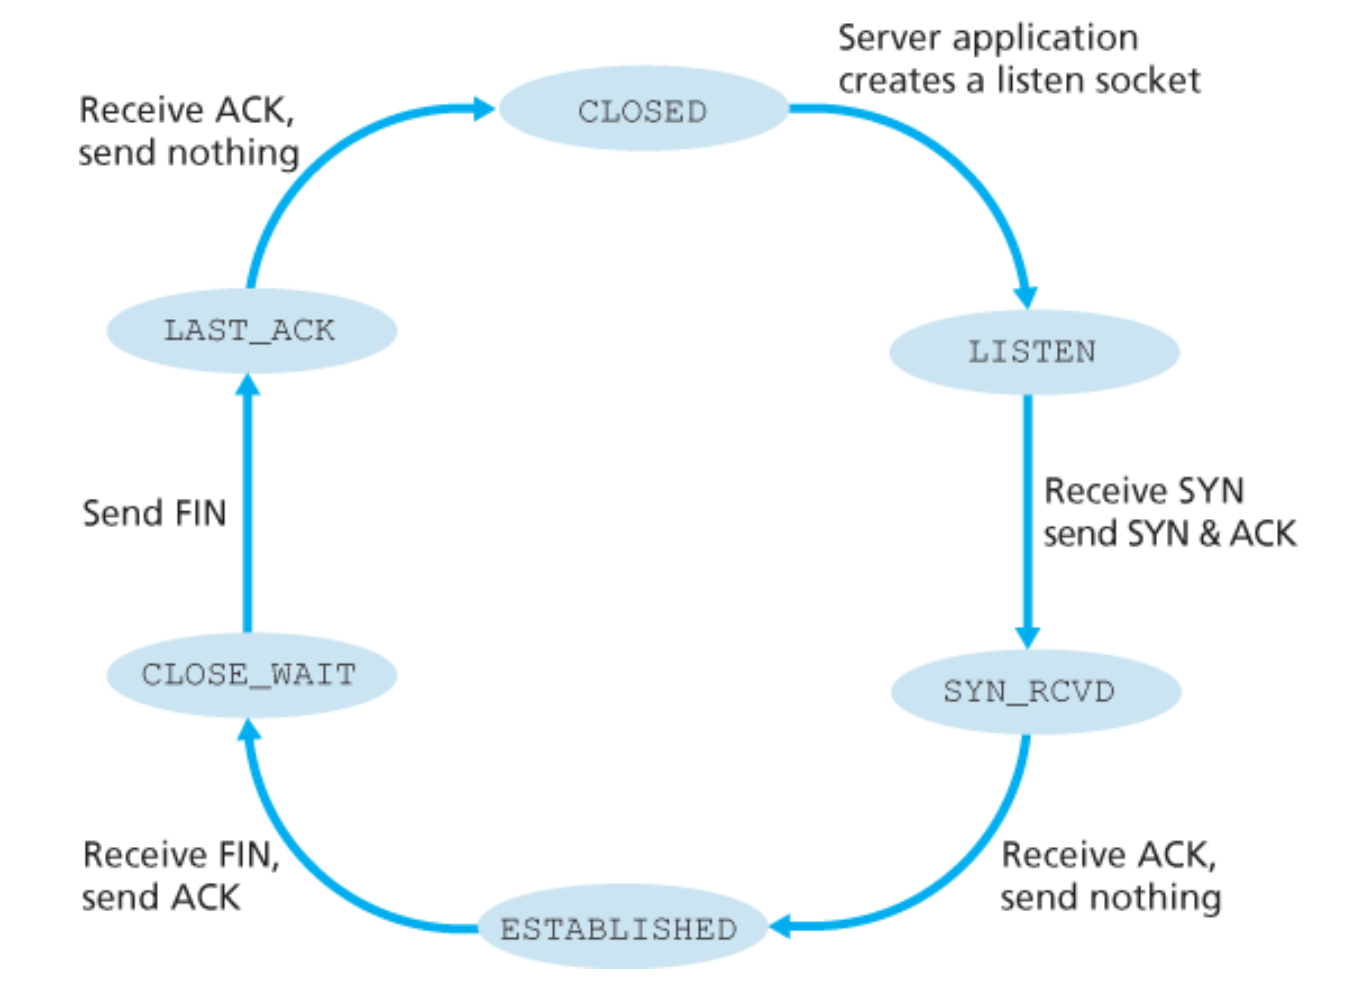 Server application
creates a listen socket
CLOSED
Receive ACK,
send nothing
LAST_ACK
LISTEN
Receive SYN
send SYN & ACK
Send FIN
CLOSE_WAIT
SYN_RCVD
Receive FIN,
send ACK
Receive ACK,
send nothing
ESTABLISHED